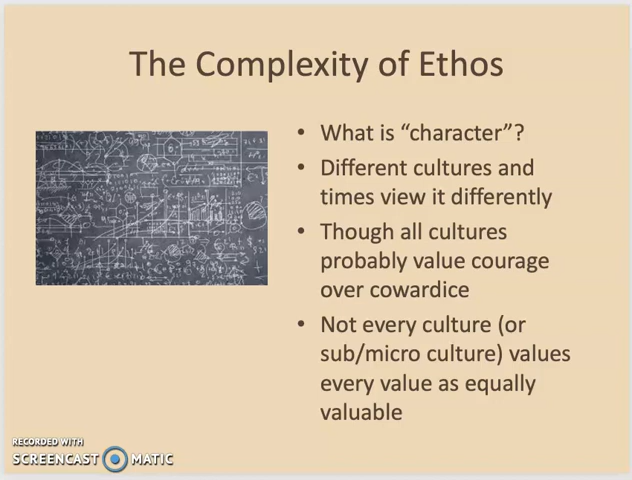 The Complexity of Ethos
• What is “character”?
• Different cultures and
times view it differently
• Though all cultures
probably value courage
over cowardice
• Not every culture (or
sub/micro culture) values
every value as equally
valuable
RECORDED WITH
SCREENCAST MATIC